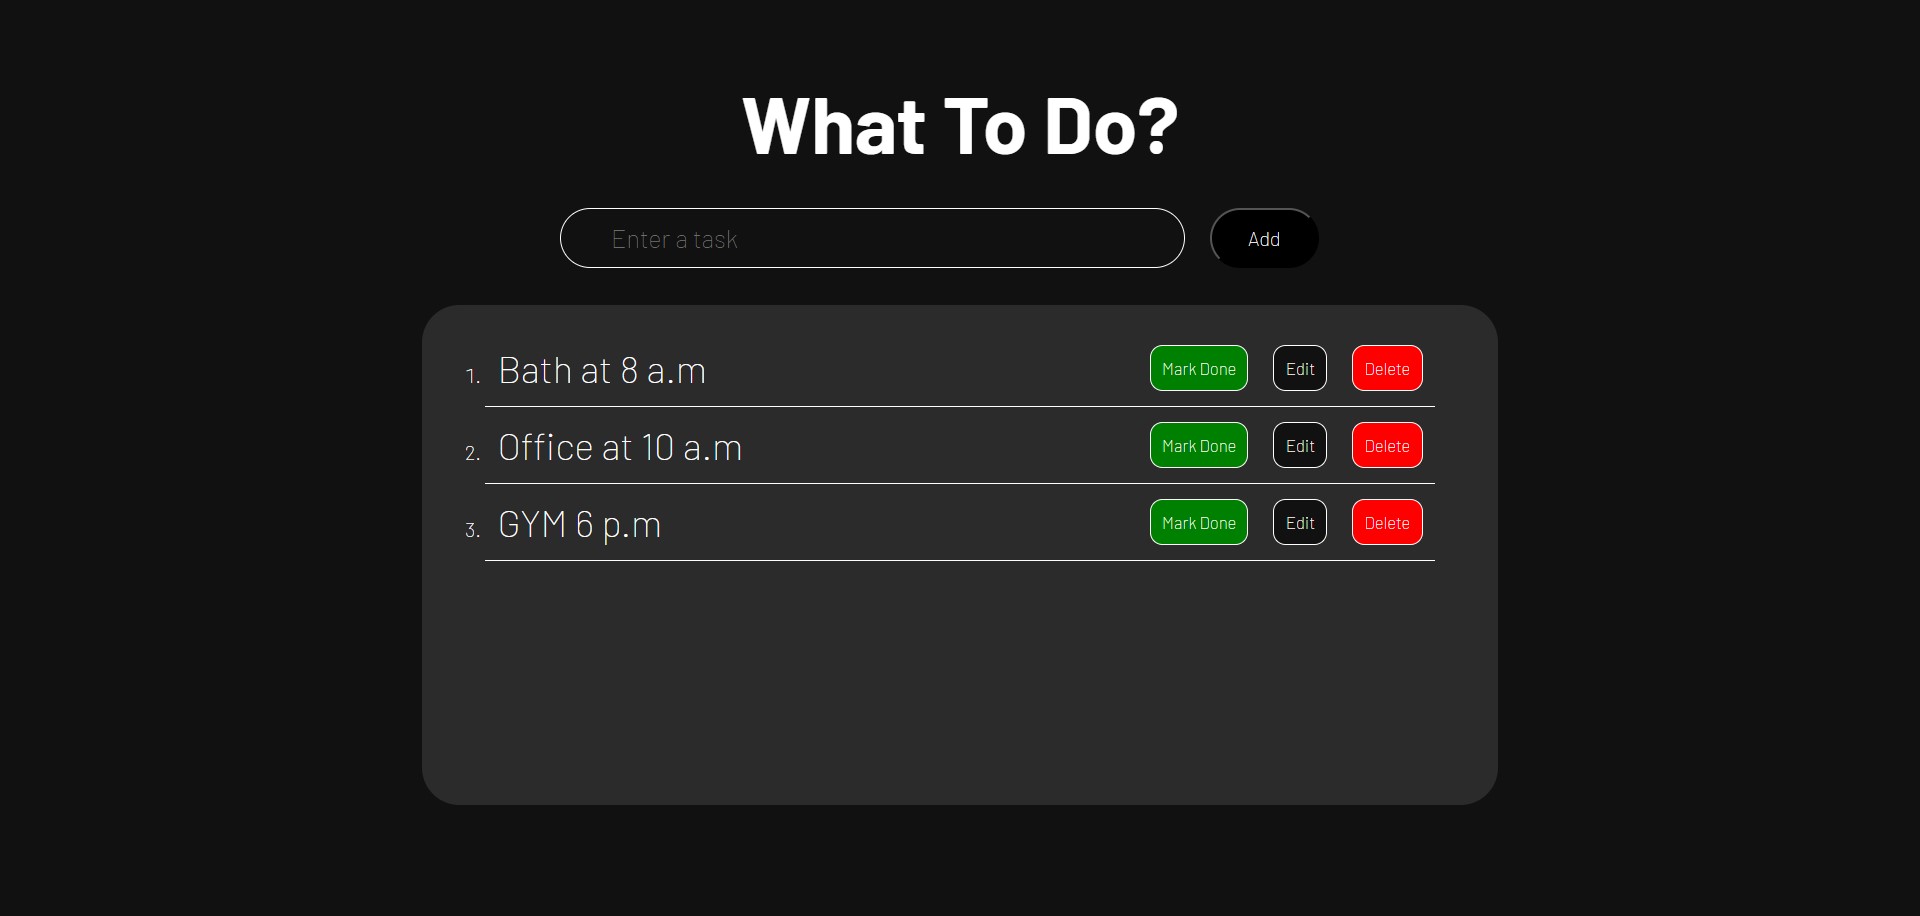 What To Do?
Enter a task Add
1. Bath at 8 a.m Mark Done Edit Delete
2. Office at 10 a.m Mark Done Edit Delete
3. GYM 6 p.m Mark Done Edit Delete